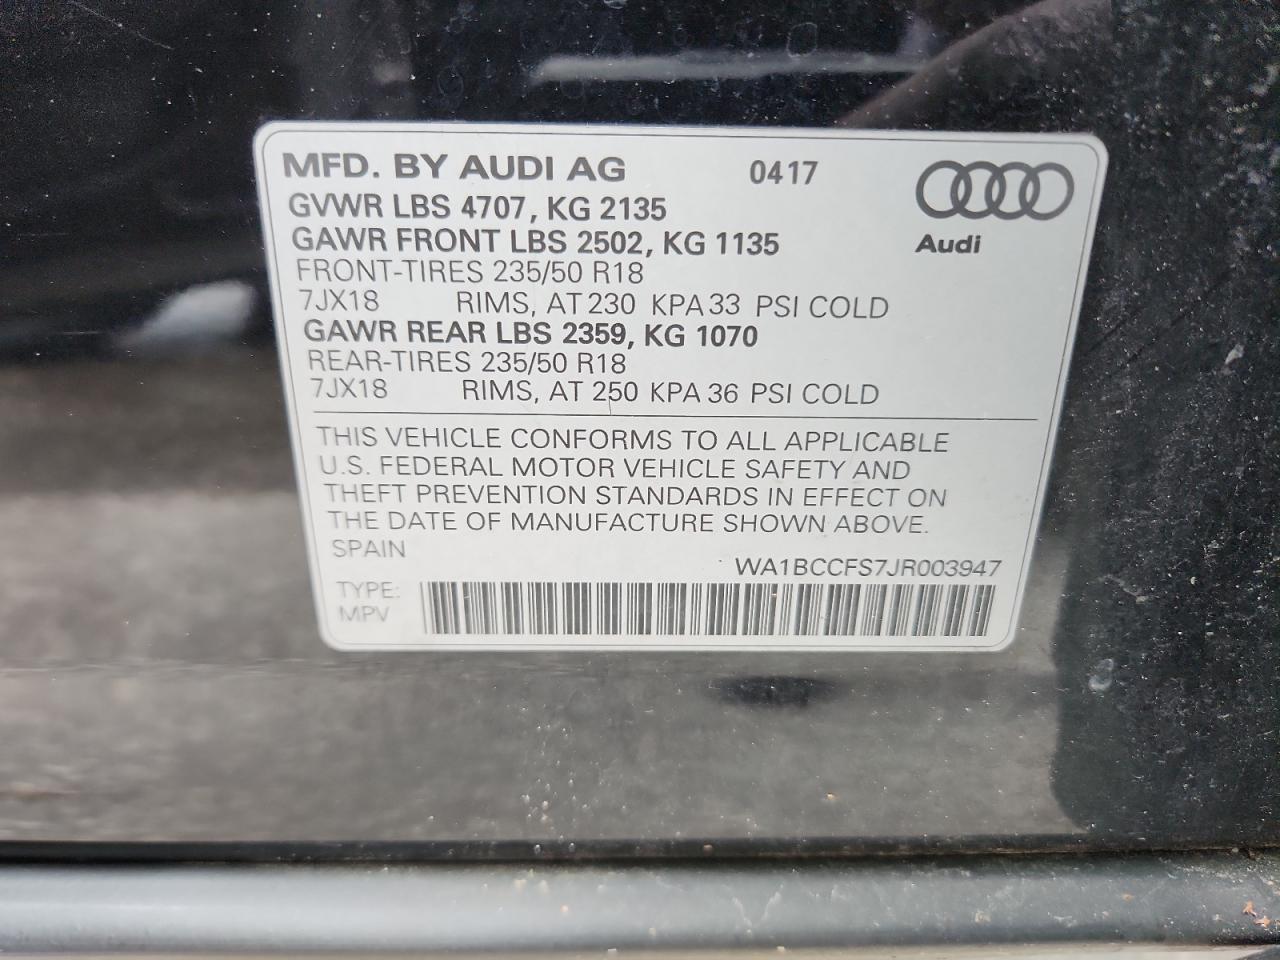 MFD. BY AUDI AG 0417
GVWR LBS 4707, KG 2135
GAWR FRONT LBS 2502, KG 1135
Audi
FRONT-TIRES 235/50 R18
7JX18 RIMS, AT 230 KPA 33 PSI COLD
GAWR REAR LBS 2359, KG 1070
REAR-TIRES 235/50 R18
7JX18 RIMS, AT 250 KPA 36 PSI COLD
THIS VEHICLE CONFORMS TO ALL APPLICABLE
U.S. FEDERAL MOTOR VEHICLE SAFETY AND
THEFT PREVENTION STANDARDS IN EFFECT ON
THE DATE OF MANUFACTURE SHOWN ABOVE.
SPAIN
WA1BCCFS7JR003947
TYPE:
MPV